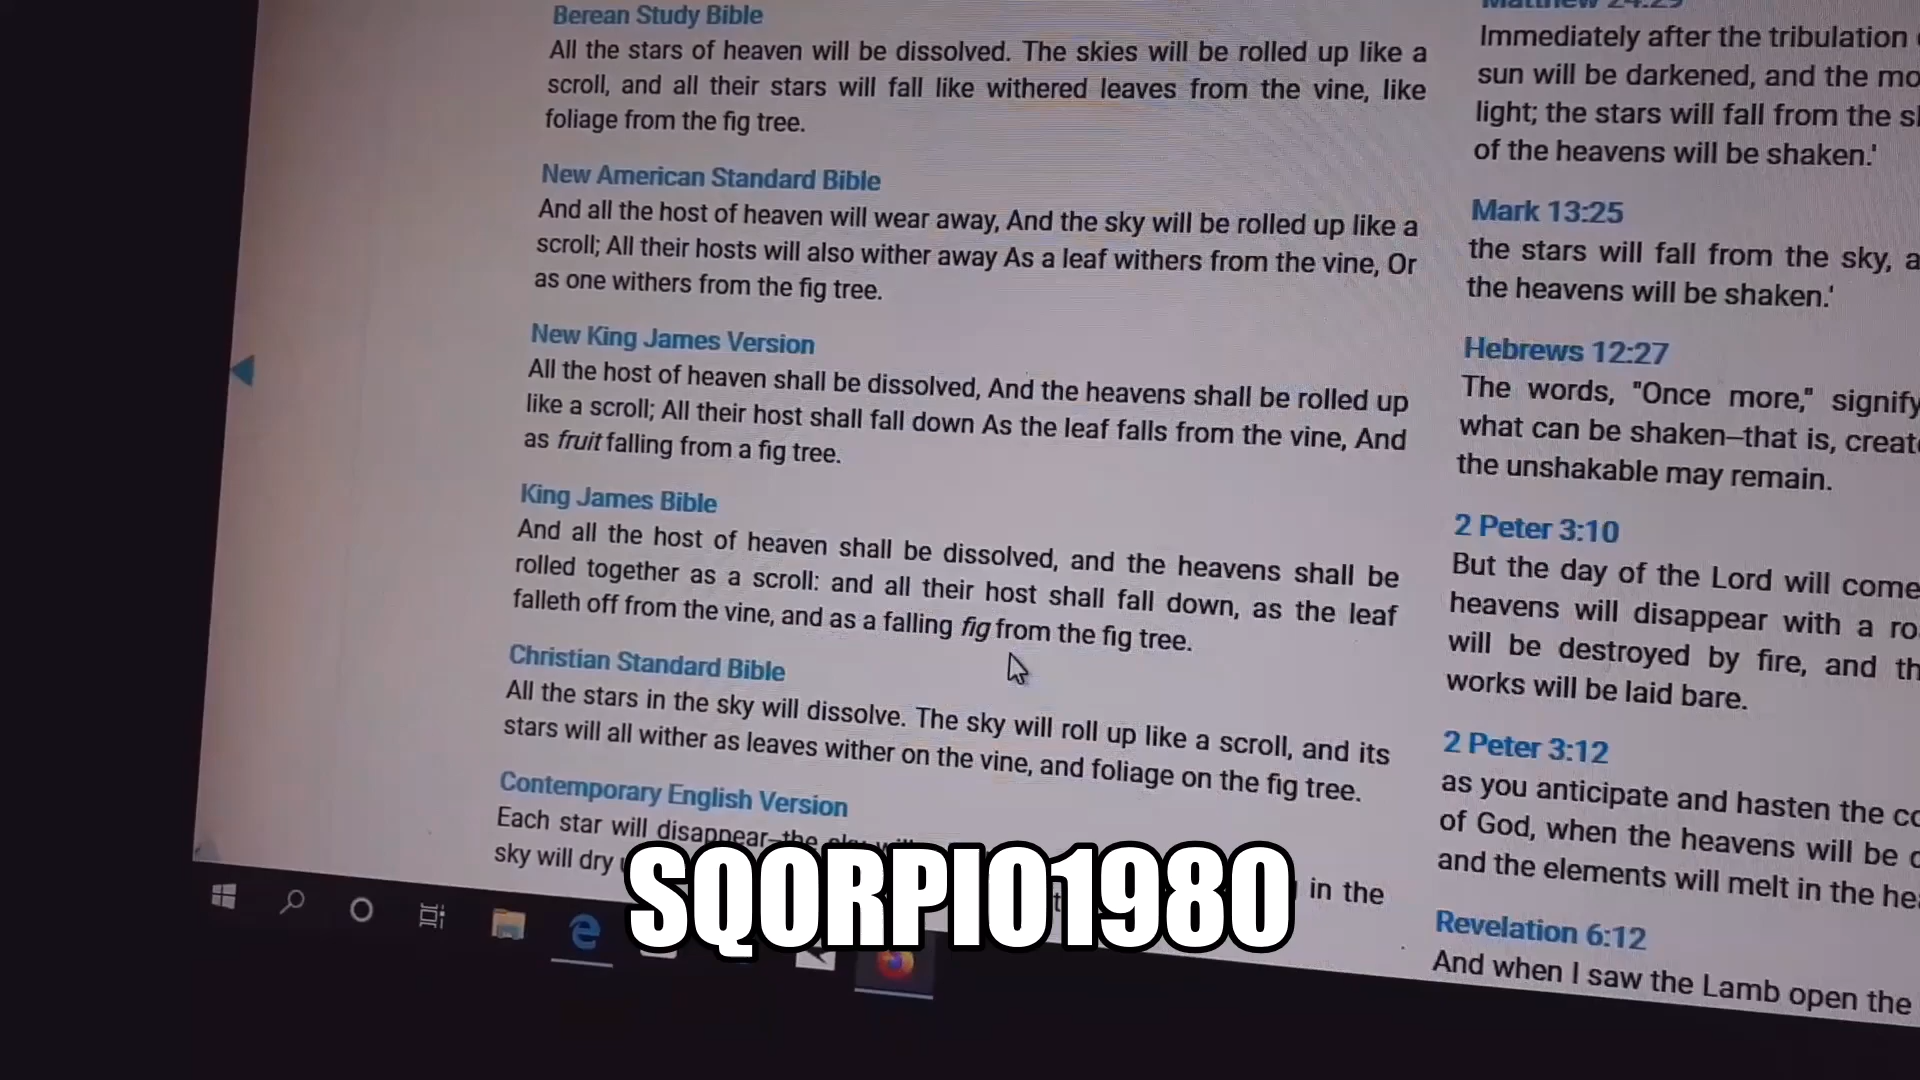 Berean Study Bible
All the stars of heaven will be dissolved. The skies will be rolled up like a
scroll, and all their stars will fall like withered leaves from the vine, like
foliage from the fig tree.
New American Standard Bible
And all the host of heaven will wear away, And the sky will be rolled up like a
scroll; All their hosts will also wither away As a leaf withers from the vine, Or
as one withers from the fig tree.
New King James Version
All the host of heaven shall be dissolved, And the heavens shall be rolled up
like a scroll; All their host shall fall down As the leaf falls from the vine, And
as fruit falling from a fig tree.
King James Bible
And all the host of heaven shall be dissolved, and the heavens shall be
rolled together as a scroll: and all their host shall fall down, as the leaf
falleth off from the vine, and as a falling fig from the fig tree.
Christian Standard Bible
All the stars in the sky will dissolve. The sky will roll up like a scroll, and its
stars will all wither as leaves wither on the vine, and foliage on the fig tree.
Contemporary English Version
Each star will disappear--the sky
sky will dry in the
Matthew 24:29
Immediately after the tribulation
sun will be darkened, and the
light; the stars will fall from the
of the heavens will be shaken.'
Mark 13:25
the stars will fall from the sky,
the heavens will be shaken.'
Hebrews 12:27
The words, "Once more," signify
what can be shaken--that is,
the unshakable may remain.
2 Peter 3:10
But the day of the Lord will come
heavens will disappear with a
will be destroyed by fire, and
works will be laid bare.
2 Peter 3:12
as you anticipate and hasten the
of God, when the heavens will be
and the elements will melt in the
Revelation 6:12
And when I saw the Lamb open the
SQORPIO1980